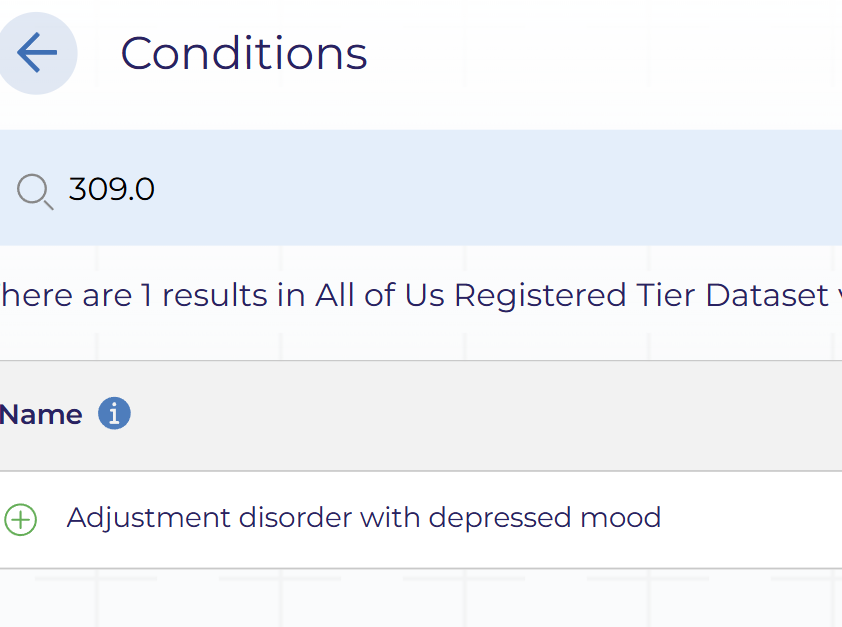 Conditions
309.0
here are 1 results in All of Us Registered Tier Dataset
Name
Adjustment disorder with depressed mood